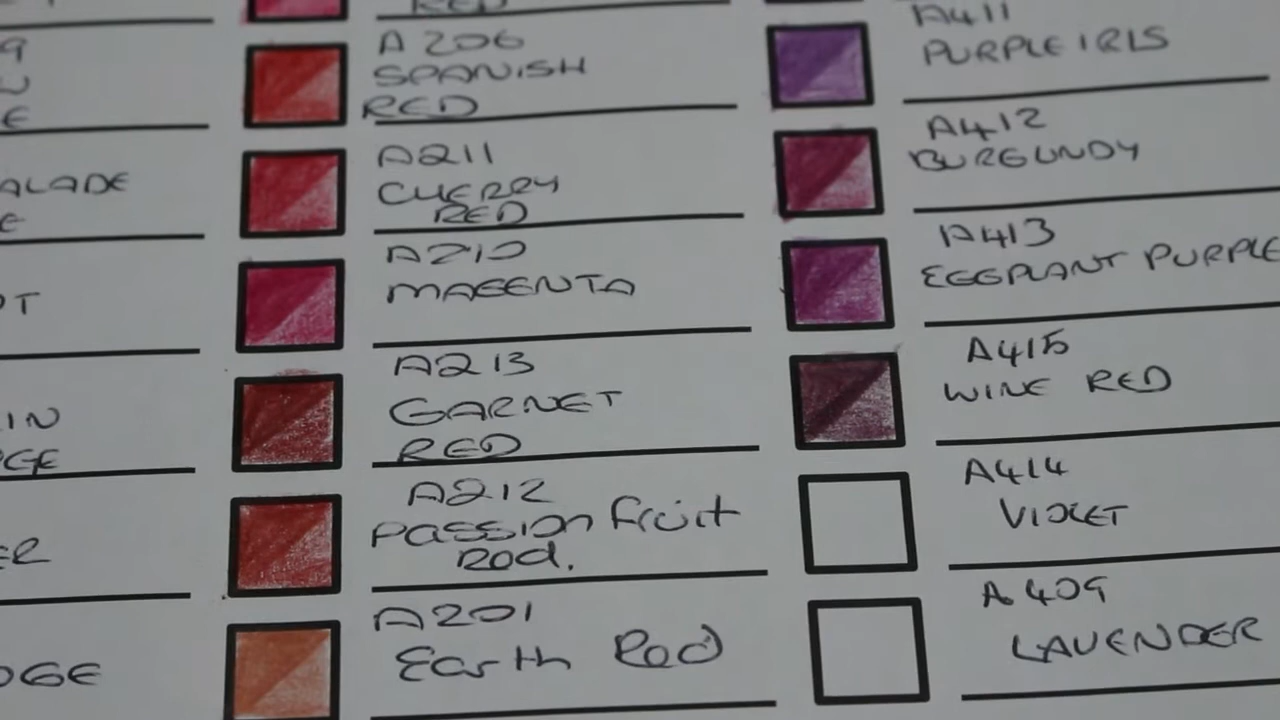 RED
A206
SPANISH
RED
A211
CHERRY
RED
A210
MAGENTA
A213
GARNET
RED
A212
Passion fruit
Red.
A201
Earth Red
A411
PURPLE IRIS
A412
BURGUNDY
A413
EGGPLANT PURPLE
A415
WINE RED
A414
VIOLET
A409
LAVENDER